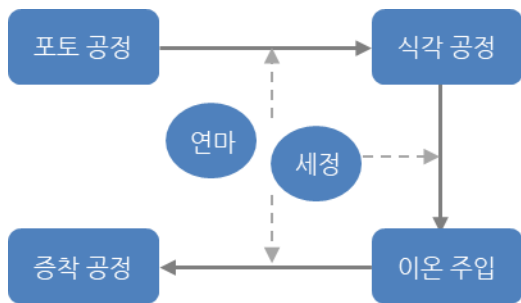 포토 공정
식각 공정
연마
세정
증착 공정
이온 주입